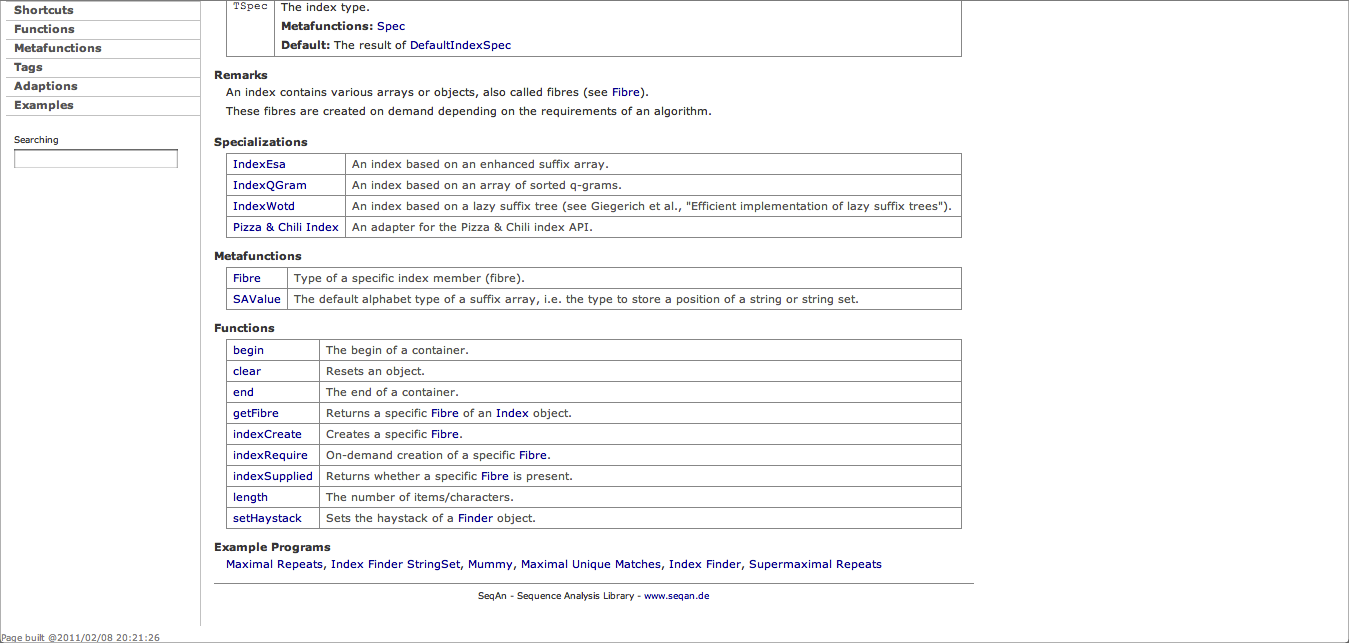 Shortcuts
Functions
Metafunctions
Tags
Adaptions
Examples
Searching
TSpec The index type.
Metafunctions: Spec
Default: The result of DefaultIndexSpec
Remarks
An index contains various arrays or objects, also called fibres (see Fibre).
These fibres are created on demand depending on the requirements of an algorithm.
Specializations
IndexEsa An index based on an enhanced suffix array.
IndexQGram An index based on an array of sorted q-grams.
IndexWotd An index based on a lazy suffix tree (see Giegerich et al., "Efficient implementation of lazy suffix trees").
Pizza & Chili Index An adapter for the Pizza & Chili index API.
Metafunctions
Fibre Type of a specific index member (fibre).
SAValue The default alphabet type of a suffix array, i.e. the type to store a position of a string or string set.
Functions
begin The begin of a container.
clear Resets an object.
end The end of a container.
getFibre Returns a specific Fibre of an Index object.
indexCreate Creates a specific Fibre.
indexRequire On-demand creation of a specific Fibre.
indexSupplied Returns whether a specific Fibre is present.
length The number of items/characters.
setHaystack Sets the haystack of a Finder object.
Example Programs
Maximal Repeats, Index Finder StringSet, Mummy, Maximal Unique Matches, Index Finder, Supermaximal Repeats
SeqAn - Sequence Analysis Library - www.seqan.de
Page built @2011/02/08 20:21:26